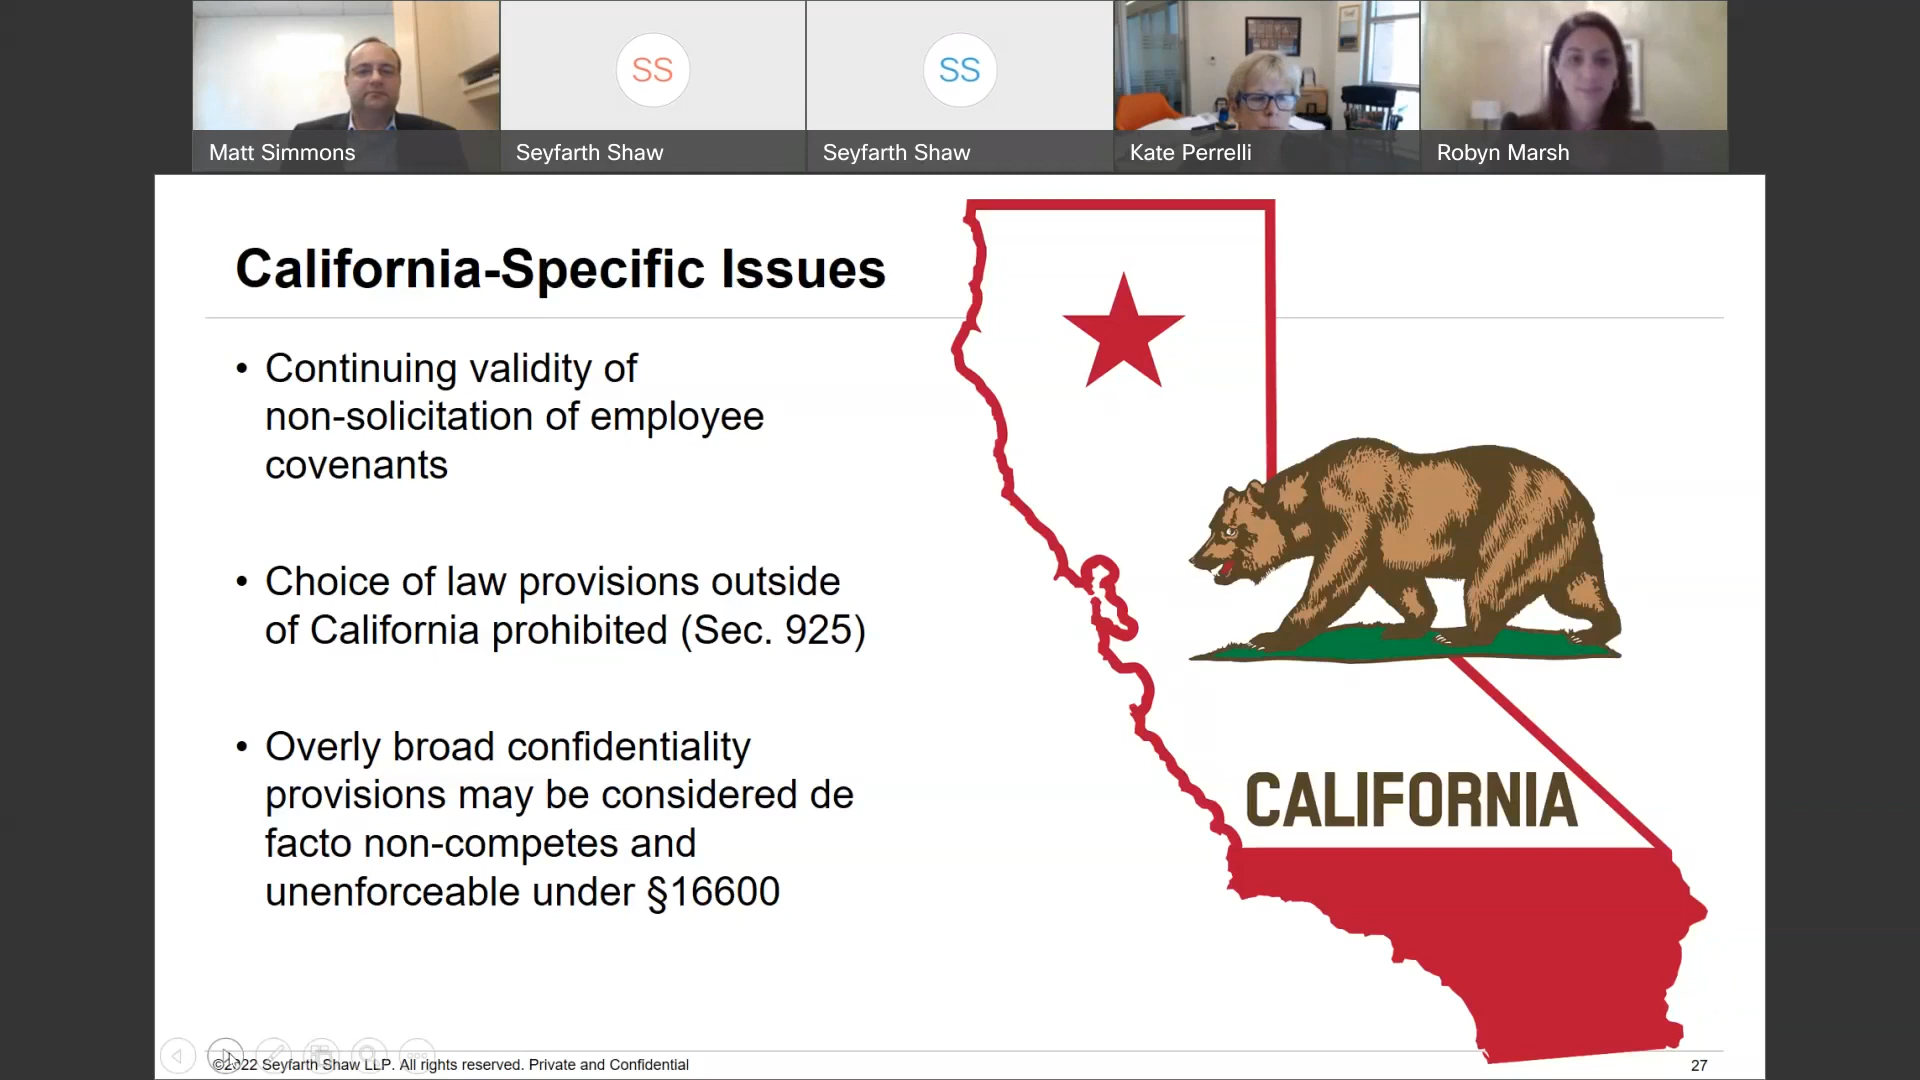 Matt Simmons
SS
Seyfarth Shaw
SS
Seyfarth Shaw
Kate Perrelli
Robyn Marsh
California-Specific Issues
• Continuing validity of
non-solicitation of employee
covenants
• Choice of law provisions outside
of California prohibited (Sec. 925)
• Overly broad confidentiality
provisions may be considered de
facto non-competes and
unenforceable under §16600
CALIFORNIA
©2022 Seyfarth Shaw LLP. All rights reserved. Private and Confidential
27